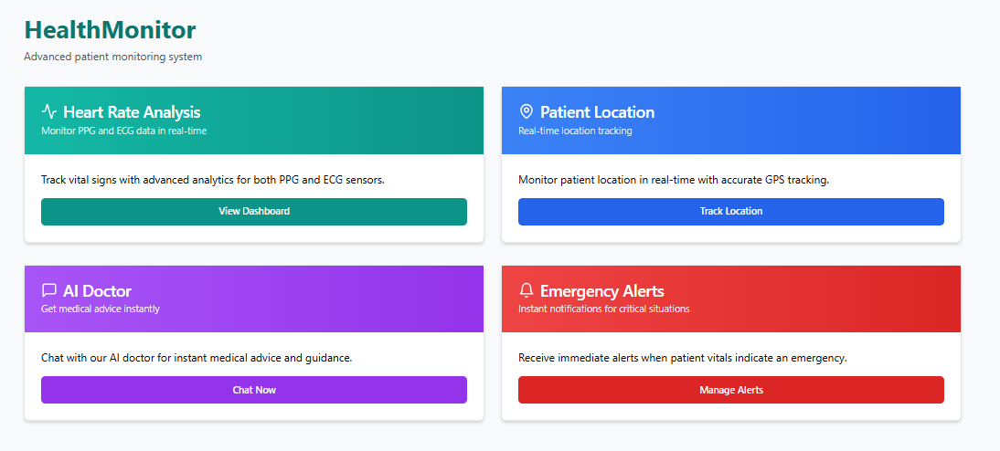 HealthMonitor
Advanced patient monitoring system
Heart Rate Analysis
Monitor PPG and ECG data in real-time
Track vital signs with advanced analytics for both PPG and ECG sensors.
View Dashboard
Patient Location
Real-time location tracking
Monitor patient location in real-time with accurate GPS tracking.
Track Location
AI Doctor
Get medical advice instantly
Chat with our AI doctor for instant medical advice and guidance.
Chat Now
Emergency Alerts
Instant notifications for critical situations
Receive immediate alerts when patient vitals indicate an emergency.
Manage Alerts